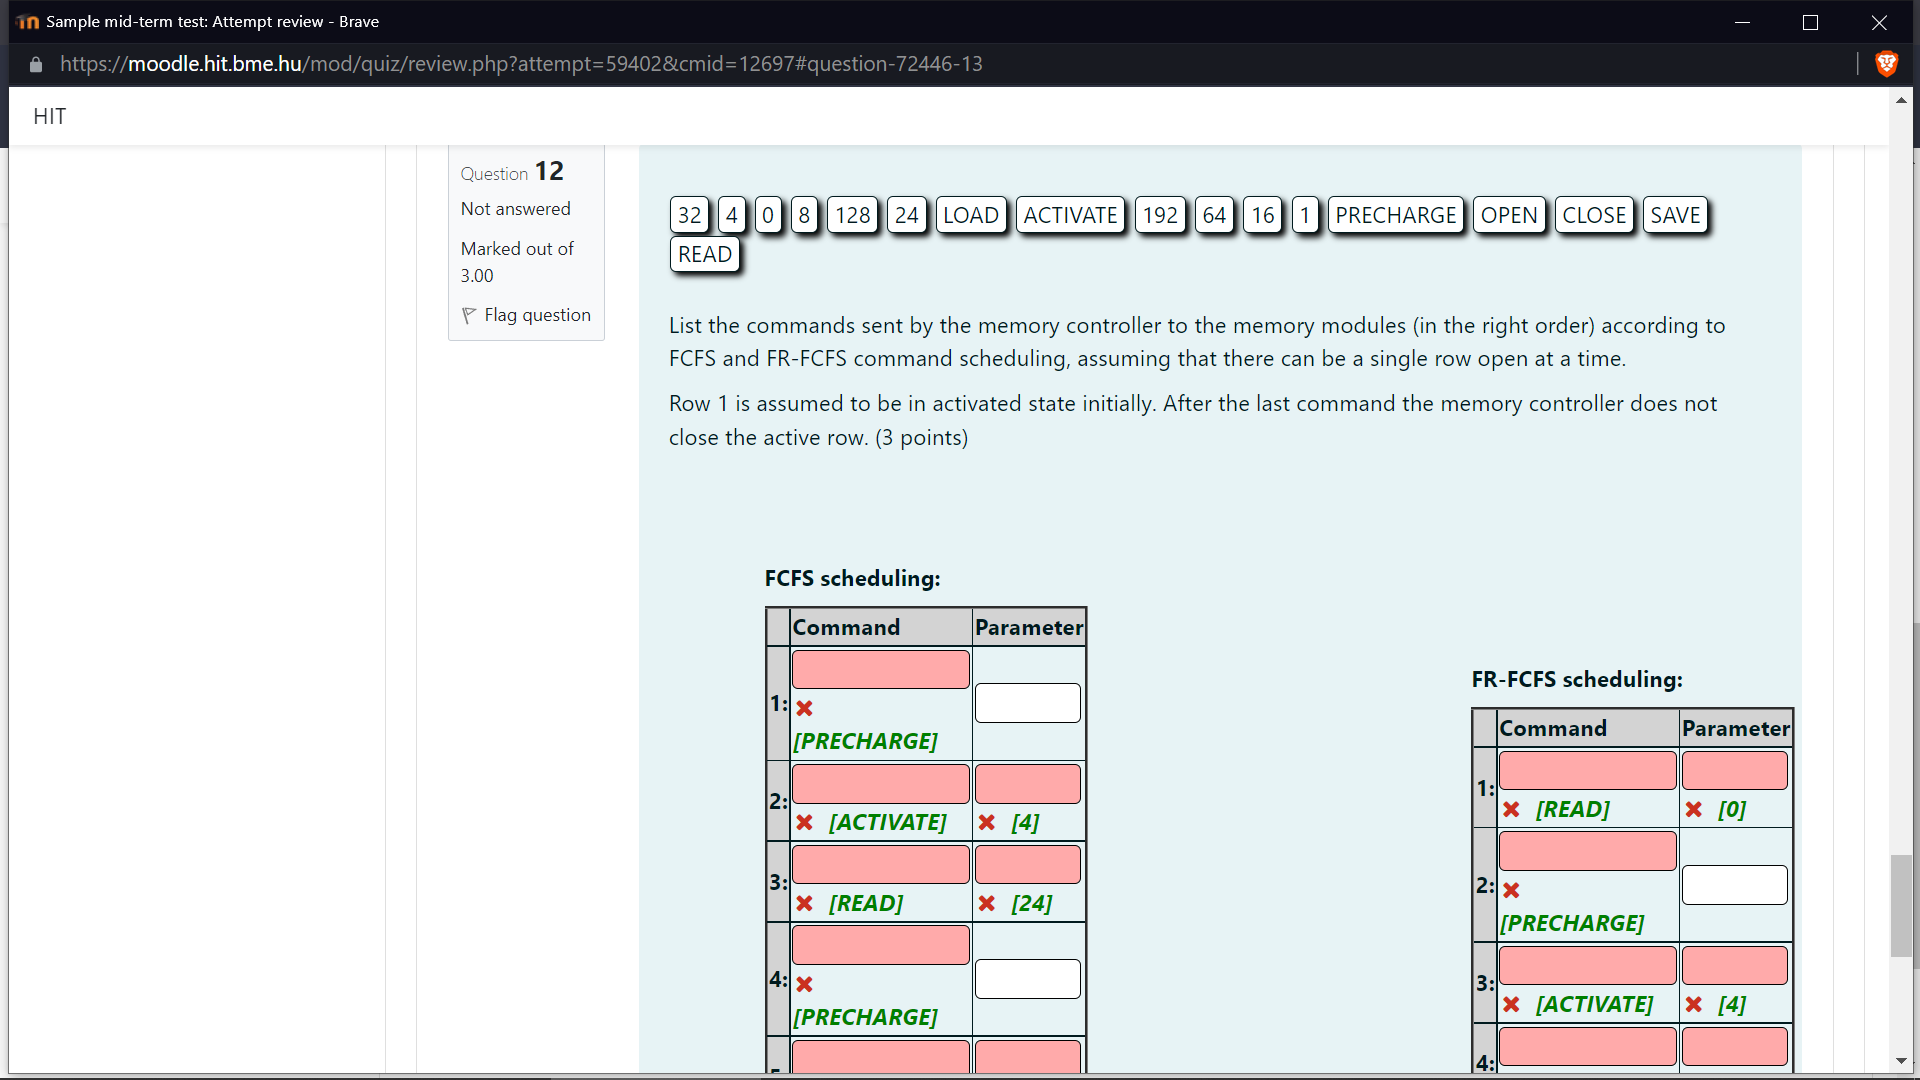 Sample mid-term test: Attempt review - Brave
https://moodle.hit.bme.hu/mod/quiz/review.php?attempt=59402&cmid=12697#question-72446-13
HIT
Question 12
Not answered
Marked out of
3.00
Flag question
32 4 0 8 128 24 LOAD ACTIVATE 192 64 16 1 PRECHARGE OPEN CLOSE SAVE
READ
List the commands sent by the memory controller to the memory modules (in the right order) according to
FCFS and FR-FCFS command scheduling, assuming that there can be a single row open at a time.
Row 1 is assumed to be in activated state initially. After the last command the memory controller does not
close the active row. (3 points)
FCFS scheduling:
Command Parameter
1:
[PRECHARGE]
2:
[ACTIVATE] [4]
3:
[READ] [24]
4:
[PRECHARGE]
FR-FCFS scheduling:
Command Parameter
1:
[READ] [0]
2:
[PRECHARGE]
3:
[ACTIVATE] [4]
4: